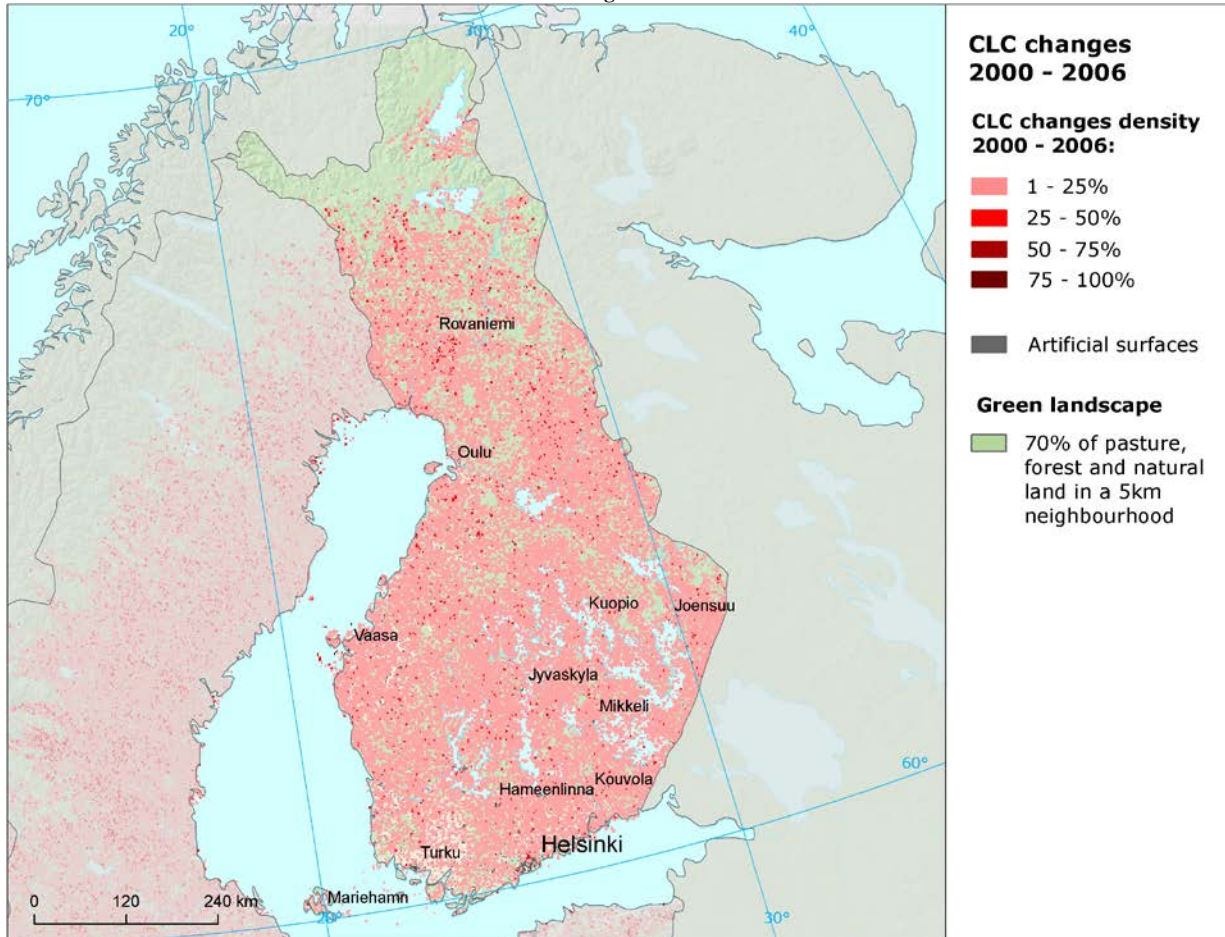 20°
30°
40°
70°
Rovaniemi
Oulu
Kuopio
Joensuu
Vaasa
Jyvaskyla
Mikkeli
60°
Kouvola
Hameenlinna
Helsinki
Turku
Mariehamn
0 120 240 km
20°
30°
CLC changes
2000 - 2006
CLC changes density
2000 - 2006:
1 - 25%
25 - 50%
50 - 75%
75 - 100%
Artificial surfaces
Green landscape
70% of pasture,
forest and natural
land in a 5km
neighbourhood